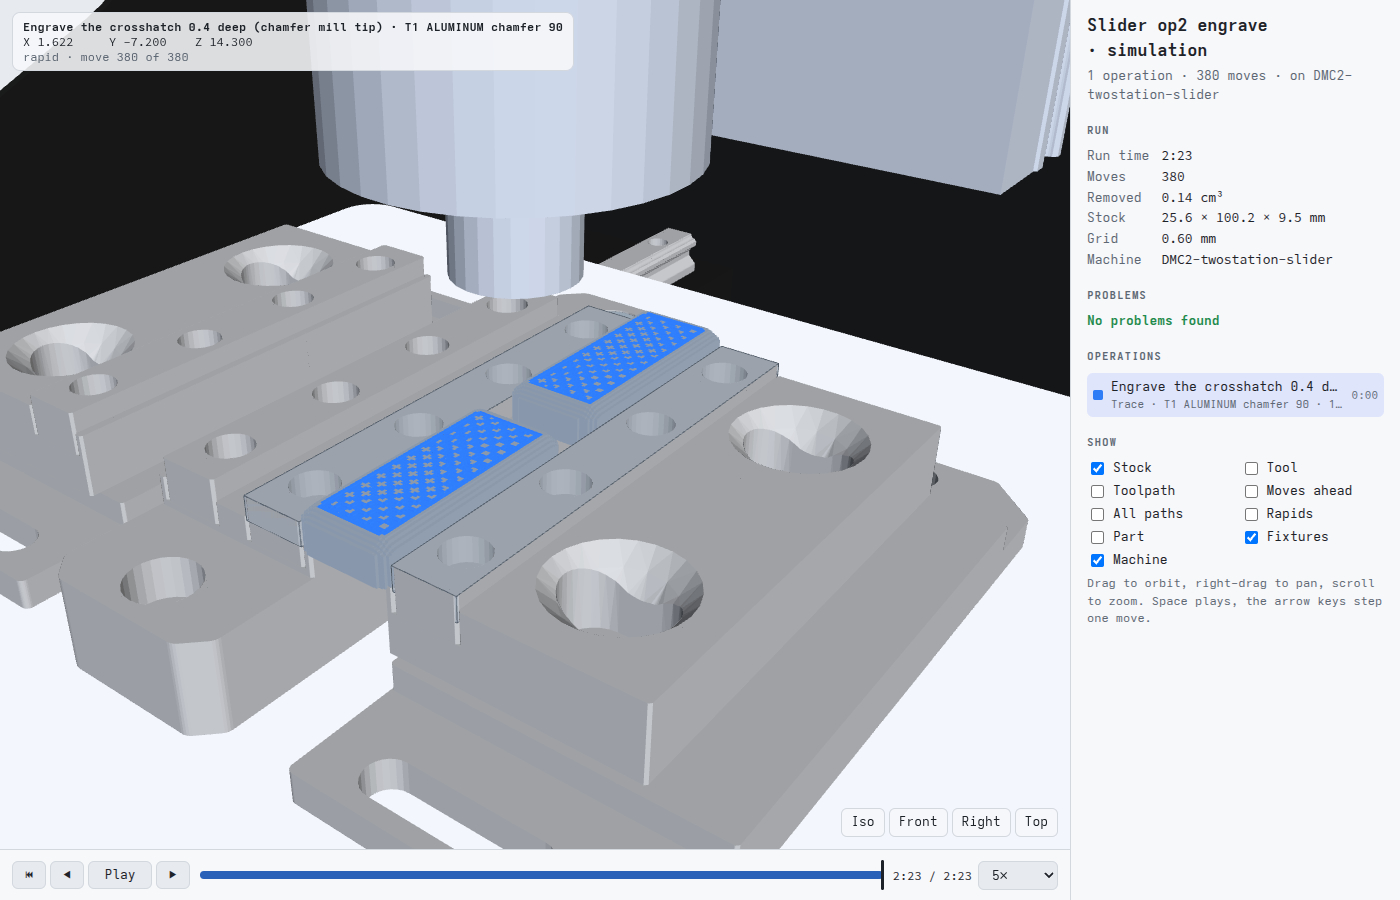 Engrave the crosshatch 0.4 deep (chamfer mill tip) · T1 ALUMINUM chamfer 90
X 1.622 Y -7.200 Z 14.300
rapid · move 380 of 380
Slider op2 engrave
· simulation
1 operation · 380 moves · on DMC2-
twostation-slider
RUN
Run time 2:23
Moves 380
Removed 0.14 cm³
Stock 25.6 × 100.2 × 9.5 mm
Grid 0.60 mm
Machine DMC2-twostation-slider
PROBLEMS
No problems found
OPERATIONS
Engrave the crosshatch 0.4 d…
0:00
Trace · T1 ALUMINUM chamfer 90 · 1…
SHOW
Stock Tool
Toolpath Moves ahead
All paths Rapids
Part Fixtures
Machine
Drag to orbit, right-drag to pan, scroll
to zoom. Space plays, the arrow keys step
one move.
Iso Front Right Top
Play 2:23 / 2:23 5×